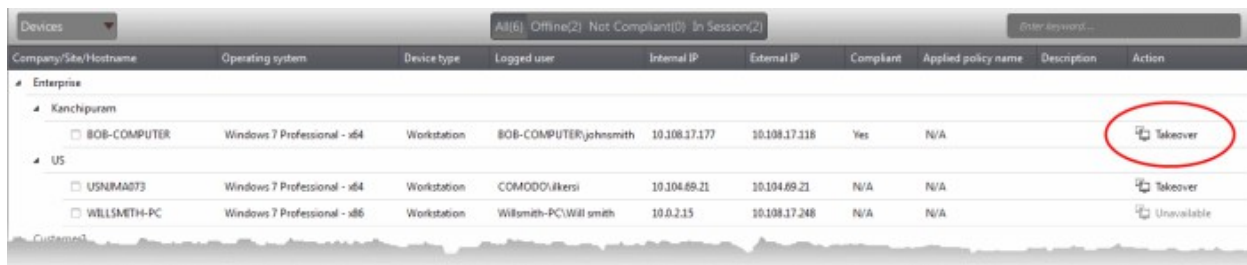 Devices All(6) Offline(2) Not Compliant(0) In Session(2) Enter keyword...
Company/Site/Hostname Operating system Device type Logged user Internal IP External IP Compliant Applied policy name Description Action
Enterprise
Kanchipuram
BOB-COMPUTER Windows 7 Professional - x64 Workstation BOB-COMPUTER\johnsmith 10.108.17.177 10.108.17.118 Yes N/A Takeover
US
USNJMA073 Windows 7 Professional - x64 Workstation COMODO\ilkersi 10.104.69.21 10.104.69.21 N/A N/A Takeover
WILLSMITH-PC Windows 7 Professional - x86 Workstation Willsmith-PC\Will smith 10.0.2.15 10.108.17.248 N/A N/A Unavailable